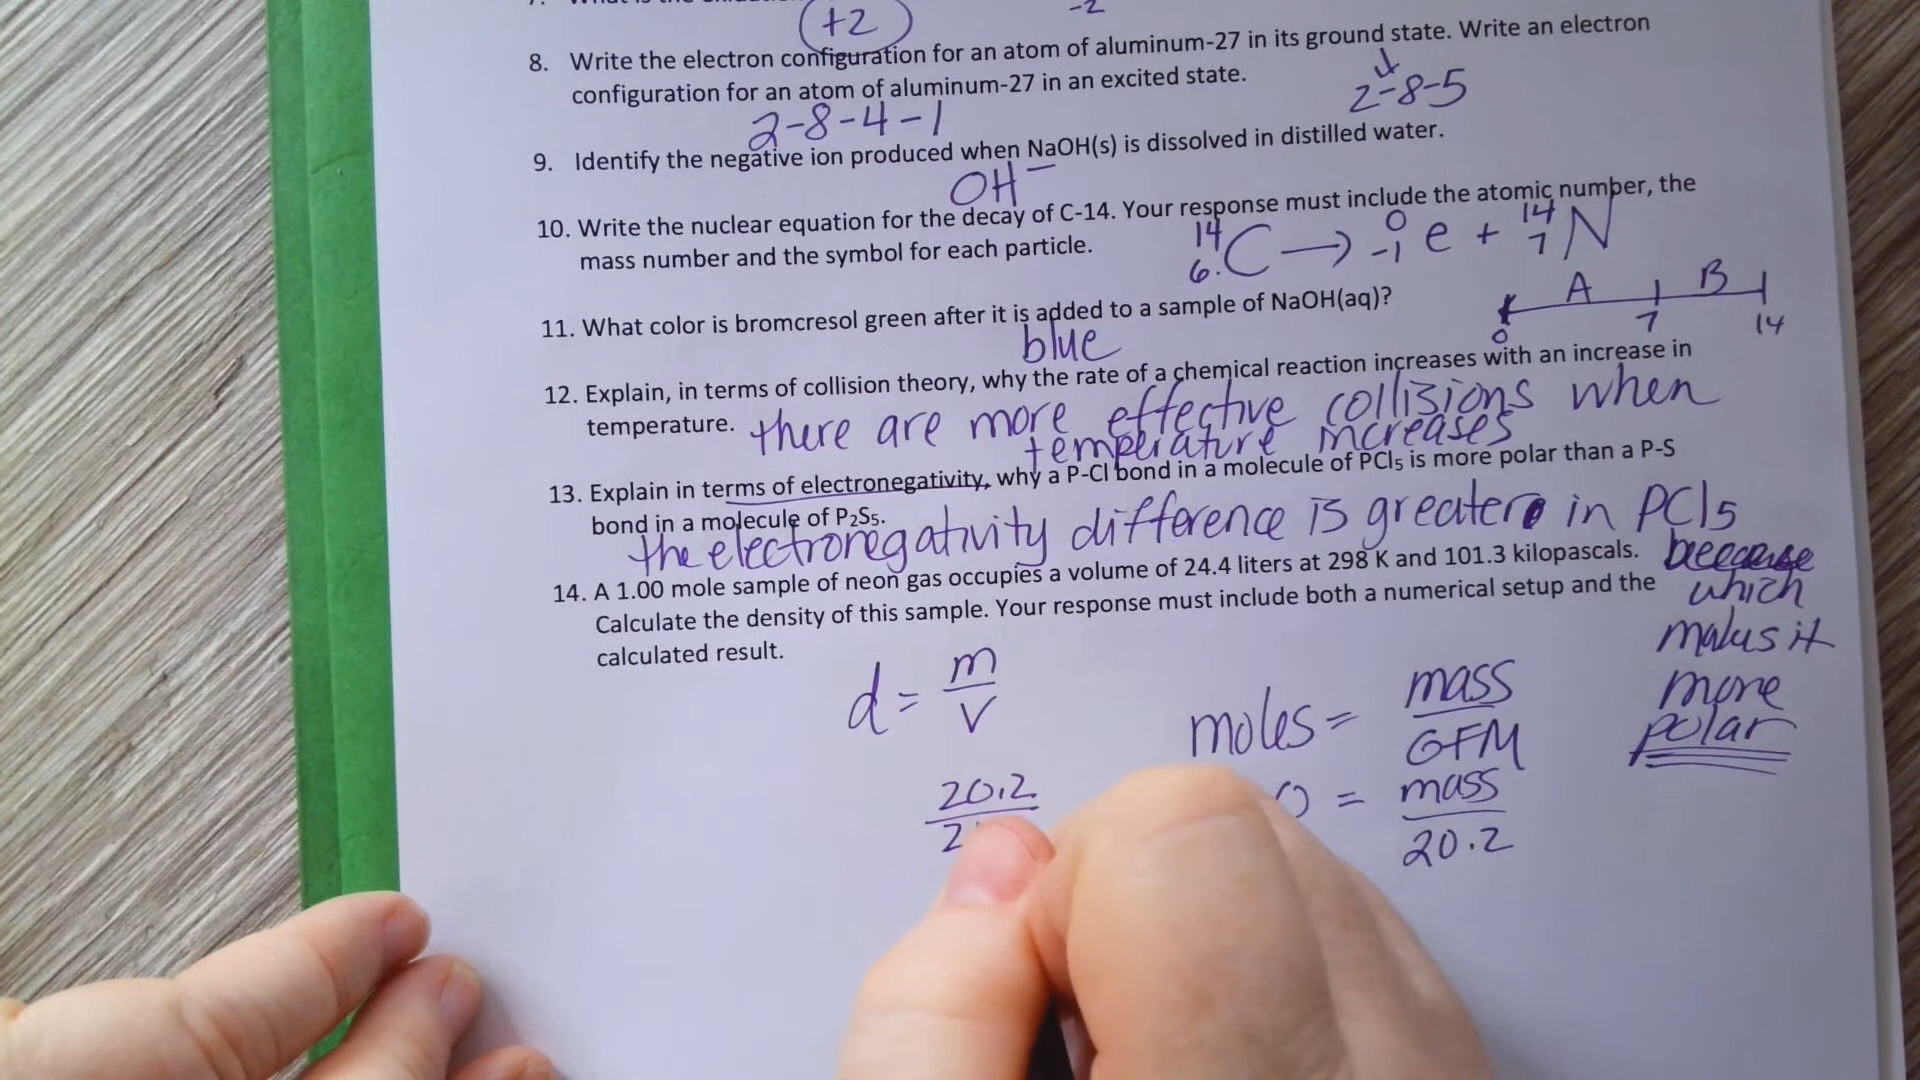 7. What is the oxidation
+2
-2
8. Write the electron configuration for an atom of aluminum-27 in its ground state. Write an electron
configuration for an atom of aluminum-27 in an excited state.
2-8-5
2-8-4-1
9. Identify the negative ion produced when NaOH(s) is dissolved in distilled water.
OH⁻
10. Write the nuclear equation for the decay of C-14. Your response must include the atomic number, the
mass number and the symbol for each particle.
¹⁴₆C → ⁰₋₁e + ¹⁴₇N
A B
0 7 14
11. What color is bromcresol green after it is added to a sample of NaOH(aq)?
blue
12. Explain, in terms of collision theory, why the rate of a chemical reaction increases with an increase in
temperature. there are more effective collisions when
temperature increases
13. Explain in terms of electronegativity, why a P-Cl bond in a molecule of PCl₅ is more polar than a P-S
bond in a molecule of P₂S₅.
the electronegativity difference is greater in PCl5
which
makes it
more
polar
14. A 1.00 mole sample of neon gas occupies a volume of 24.4 liters at 298 K and 101.3 kilopascals.
Calculate the density of this sample. Your response must include both a numerical setup and the
calculated result.
d = m/V
moles = mass/GFM
20.2
2
0 = mass/20.2